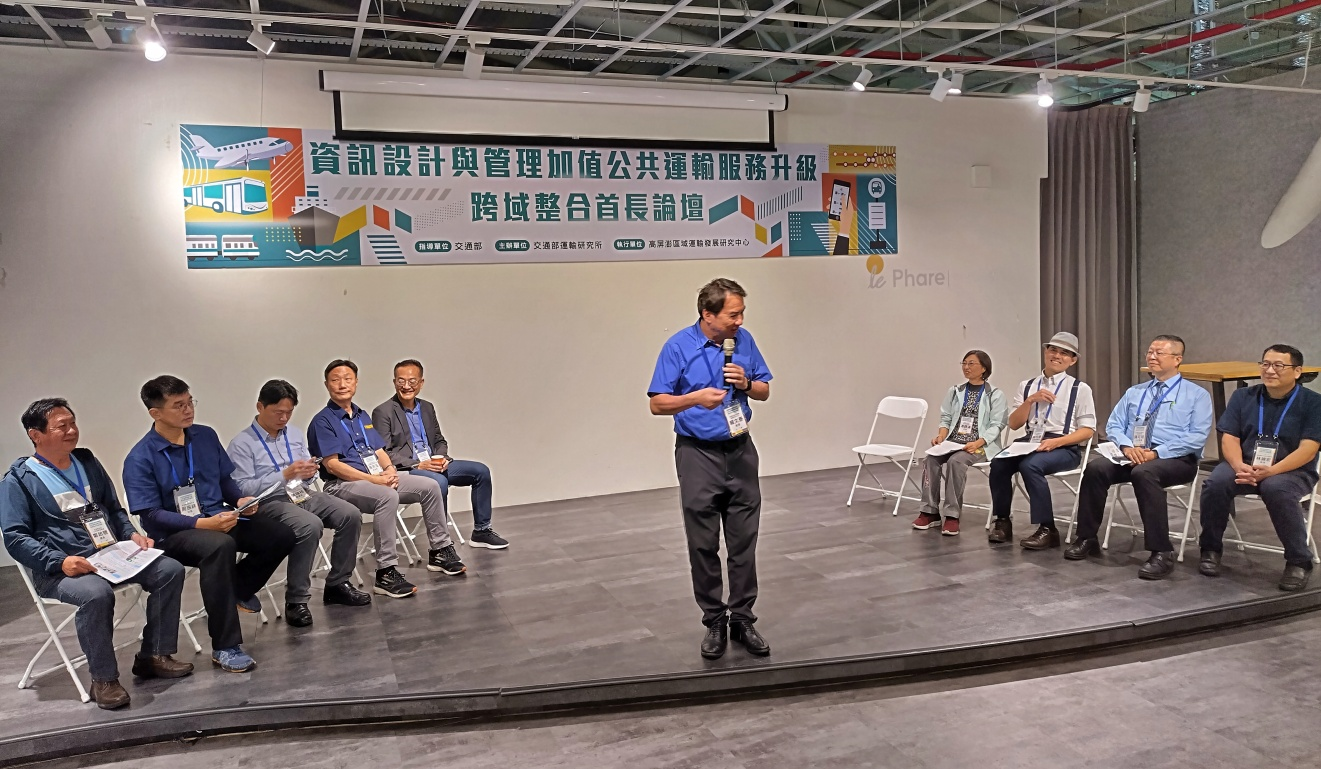 資訊設計與管理加值公共運輸服務升級
跨域整合首長論壇
指導單位 交通部 主辦單位 交通部運輸研究所 執行單位 高屏澎區域運輸發展研究中心
le Phare